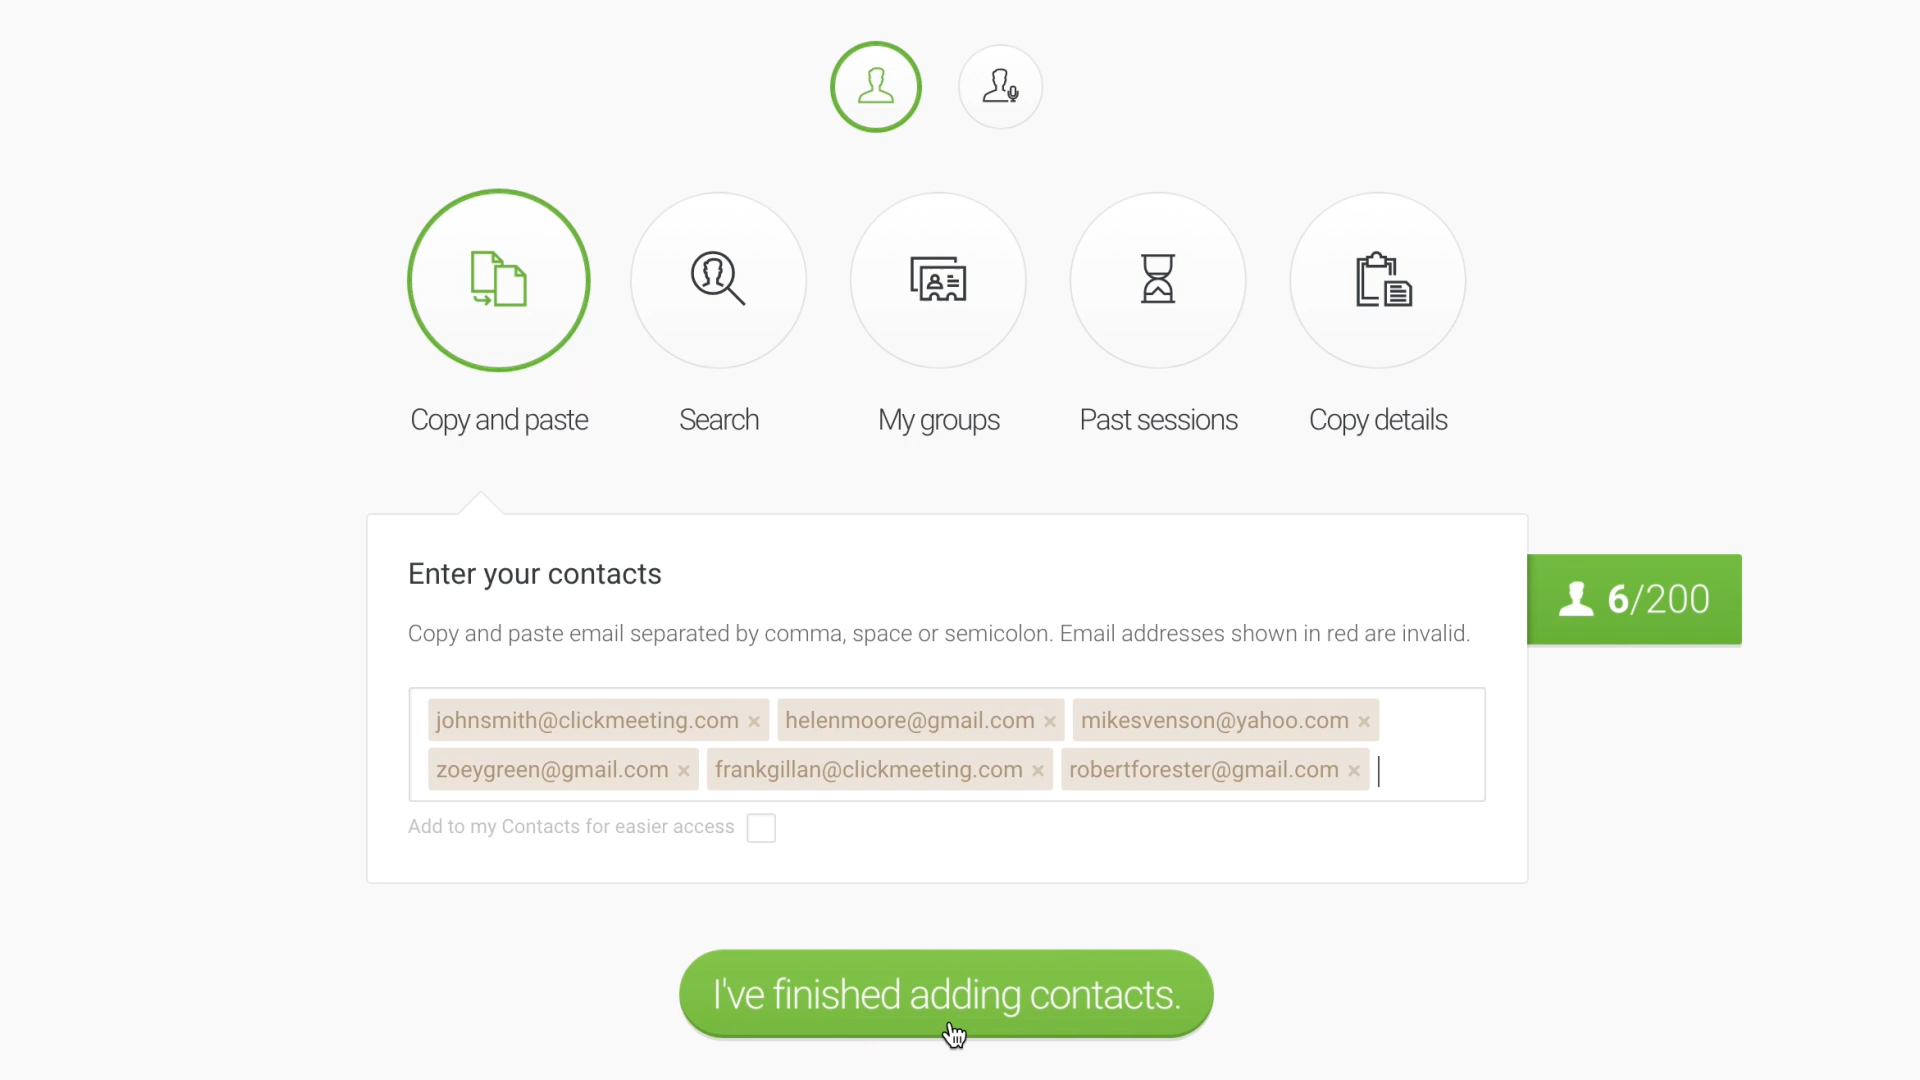 Copy and paste
Search
My groups
Past sessions
Copy details
Enter your contacts
6/200
Copy and paste email separated by comma, space or semicolon. Email addresses shown in red are invalid.
johnsmith@clickmeeting.com × helenmoore@gmail.com × mikesvenson@yahoo.com ×
zoeygreen@gmail.com × frankgillan@clickmeeting.com × robertforester@gmail.com ×
Add to my Contacts for easier access
I've finished adding contacts.